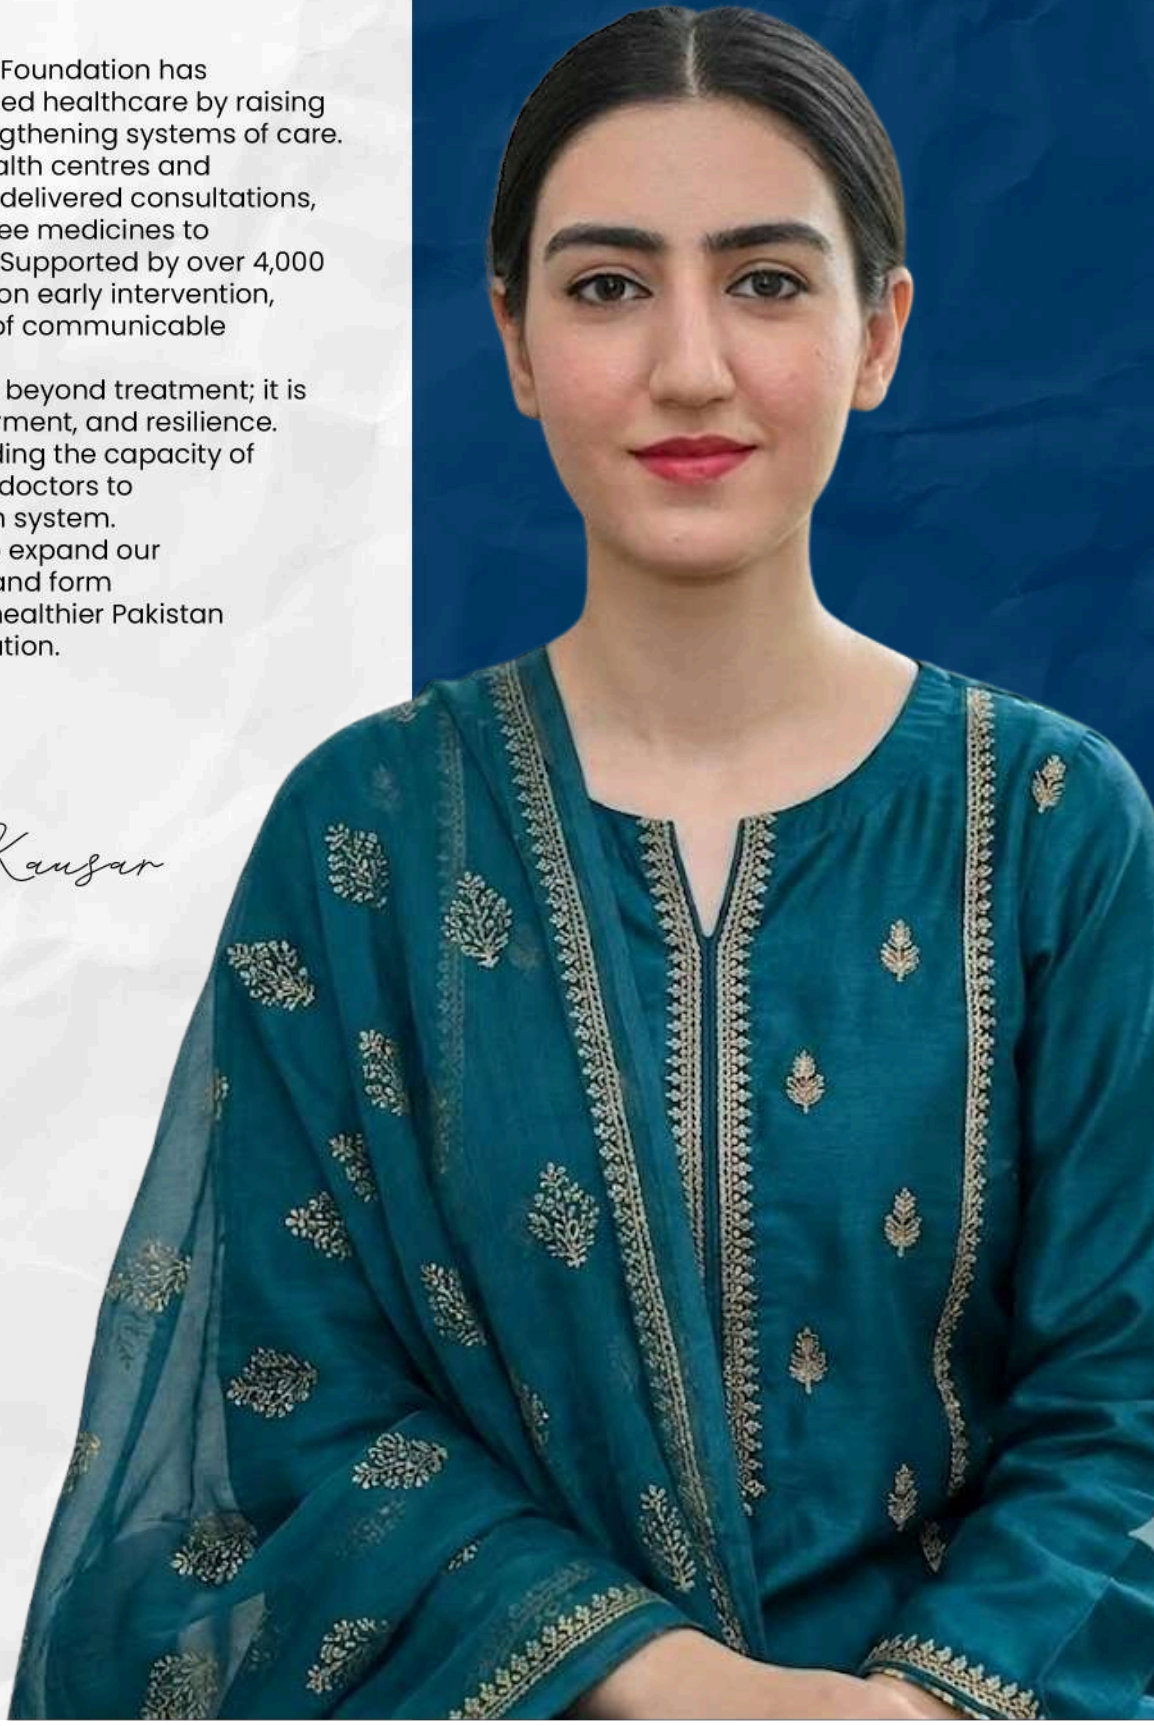 Foundation has
ed healthcare by raising
gthening systems of care.
alth centres and
delivered consultations,
ee medicines to
Supported by over 4,000
on early intervention,
of communicable
beyond treatment; it is
rment, and resilience.
ding the capacity of
doctors to
n system.
expand our
and form
healthier Pakistan
ation.
Kausar